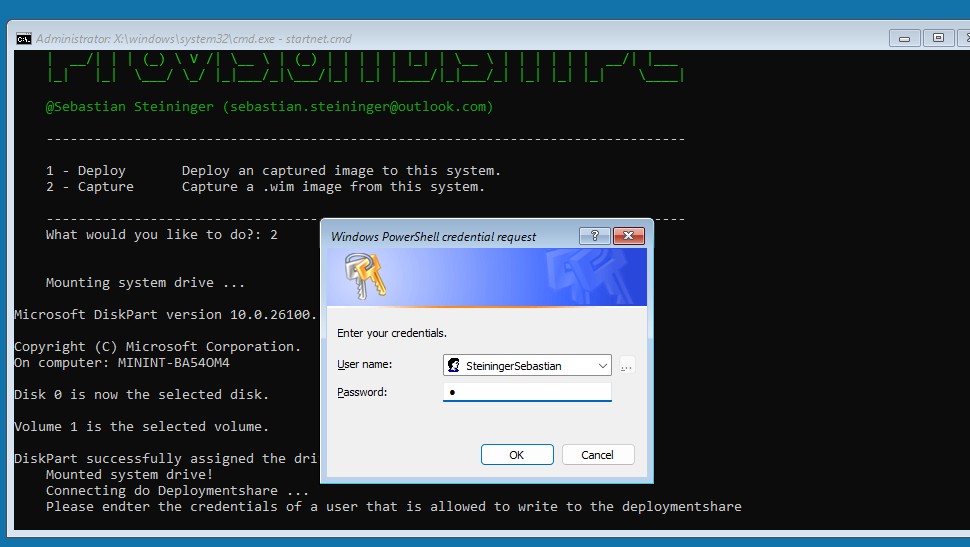 Administrator: X:\windows\system32\cmd.exe - startnet.cmd
@Sebastian Steininger (sebastian.steininger@outlook.com)
--------------------------------------------------------------------------------
1 - Deploy       Deploy an captured image to this system.
2 - Capture      Capture a .wim image from this system.
--------------------------------------------------------------------------------
What would you like to do?: 2
Mounting system drive ...
Microsoft DiskPart version 10.0.26100.
Copyright (C) Microsoft Corporation.
On computer: MININT-BA54OM4
Disk 0 is now the selected disk.
Volume 1 is the selected volume.
DiskPart successfully assigned the dri
Mounted system drive!
Connecting do Deploymentshare ...
Please endter the credentials of a user that is allowed to write to the deploymentshare
Windows PowerShell credential request
Enter your credentials.
User name: SteiningerSebastian
...
Password: ●
OK Cancel